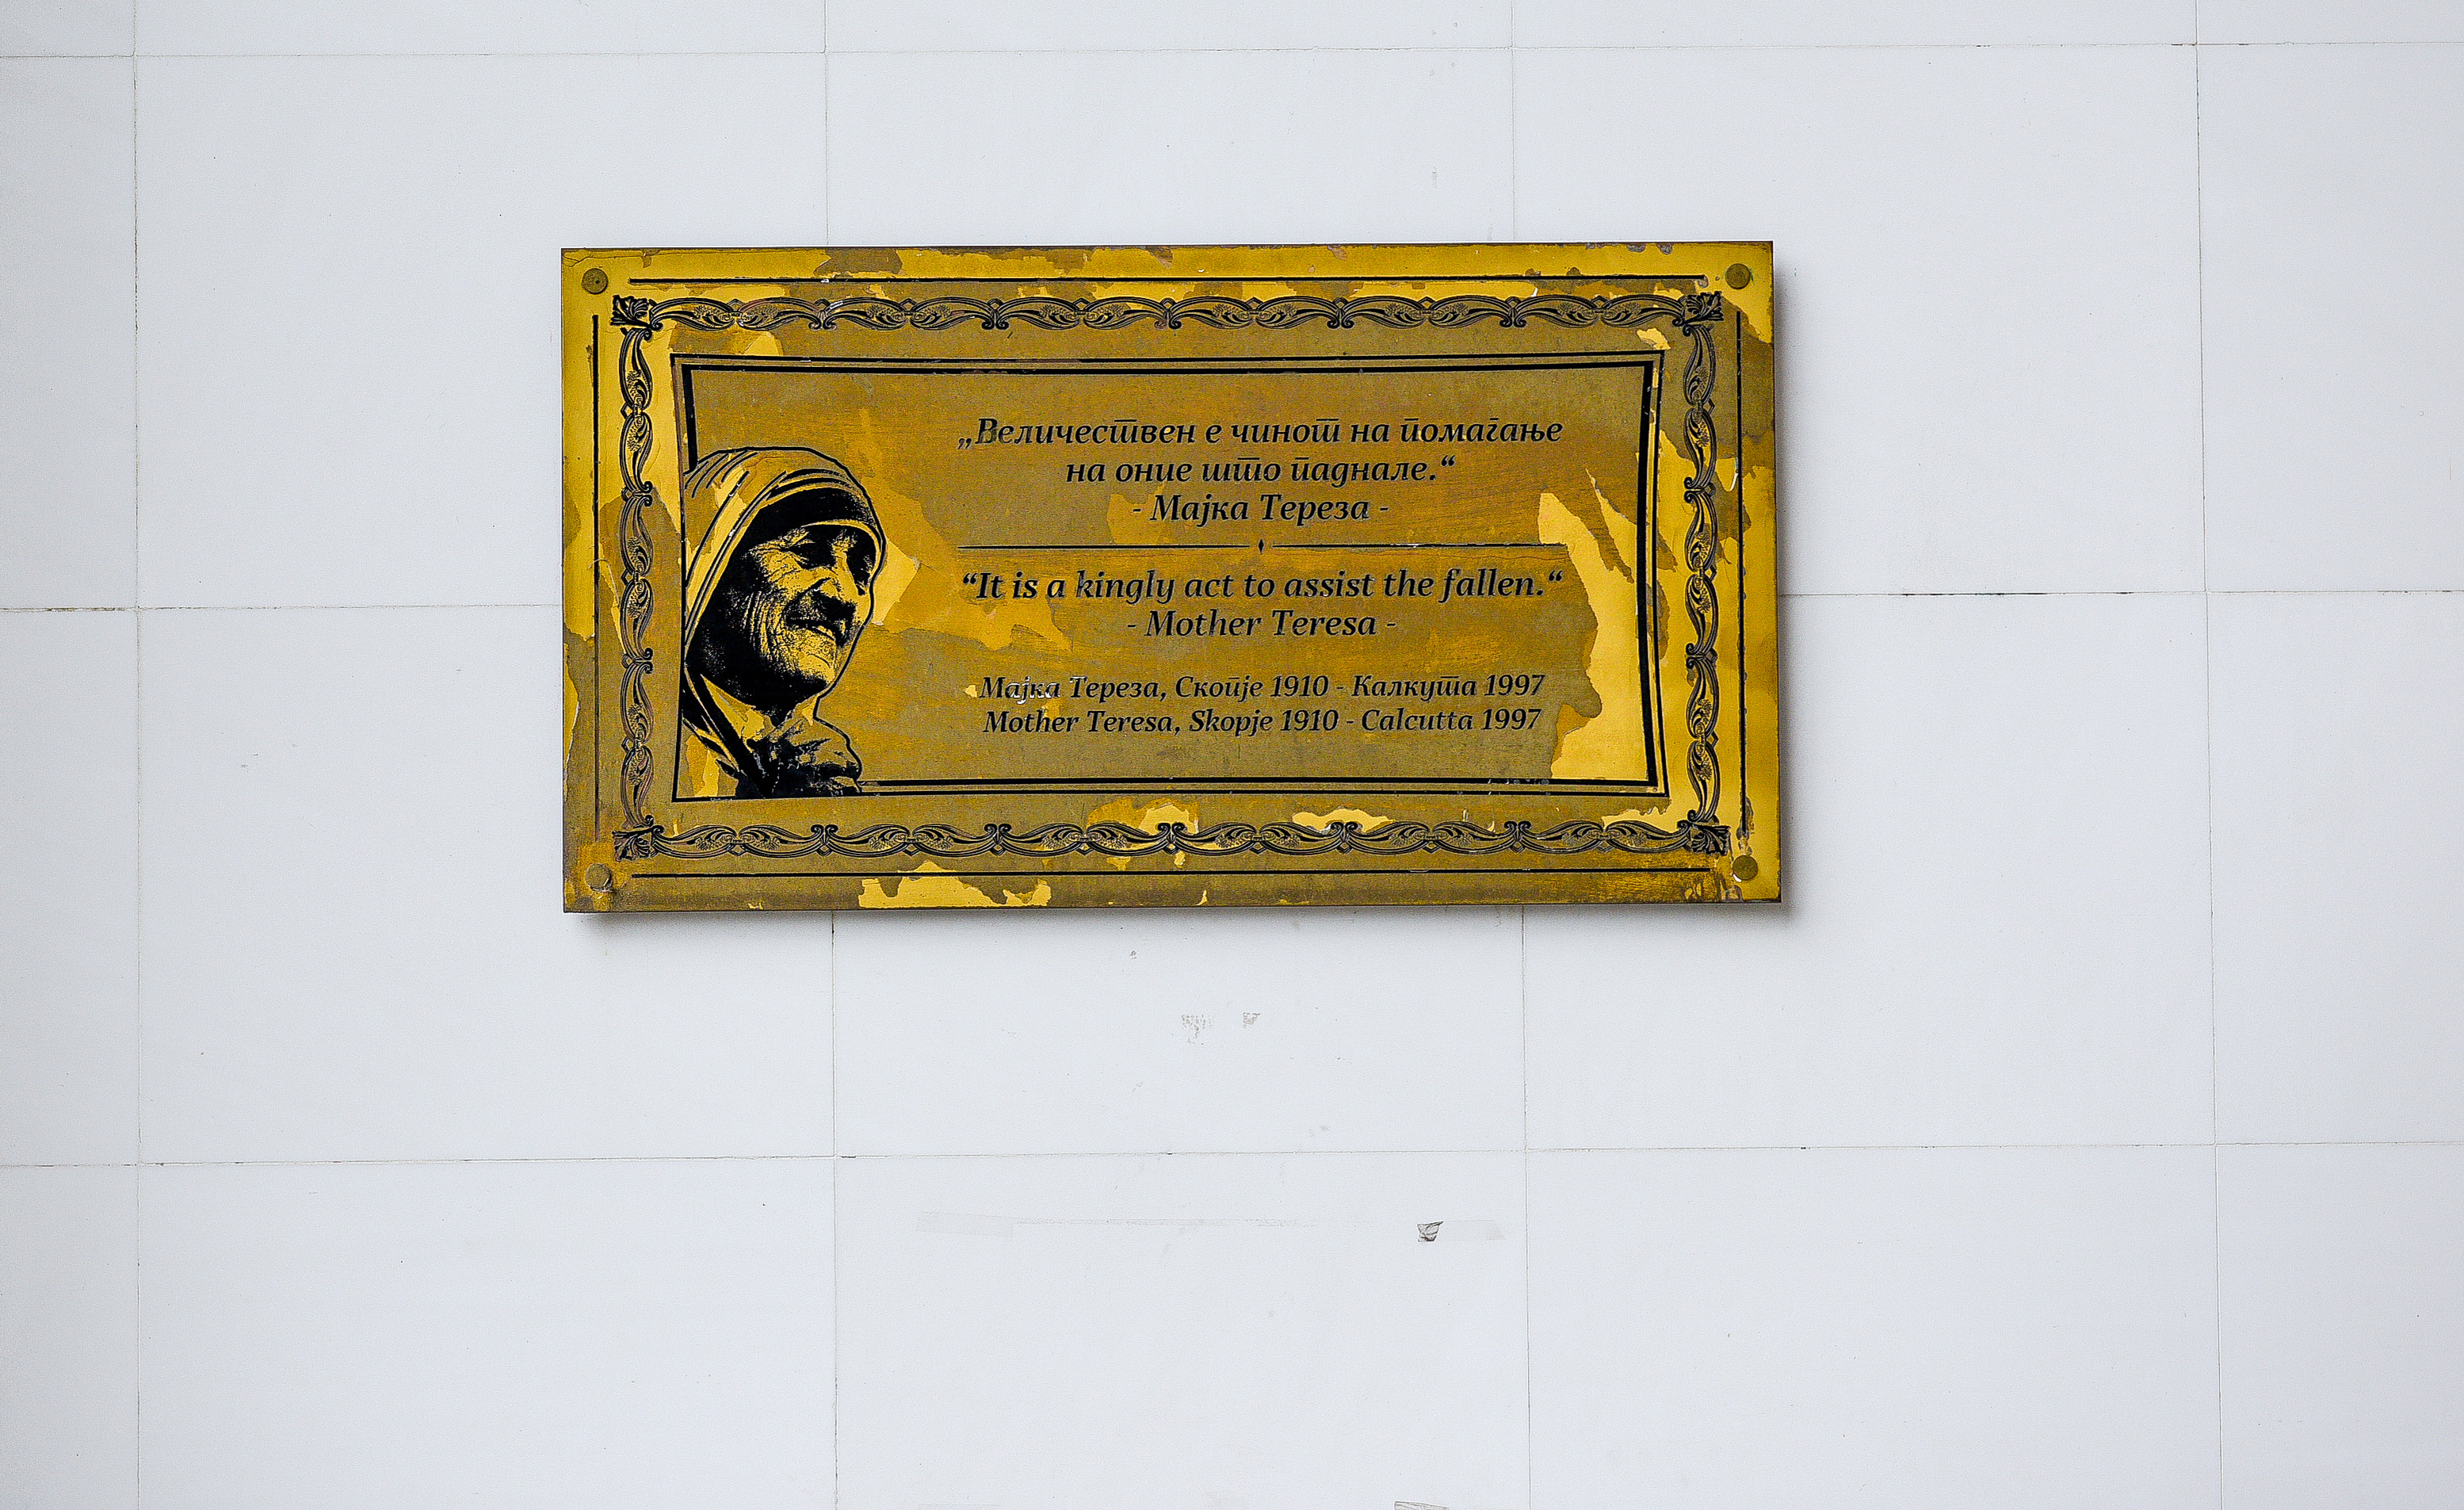 „Величествен е чинот на помагање
на оние што паднале.“
- Мајка Тереза -
“It is a kingly act to assist the fallen.“
- Mother Teresa -
Мајка Тереза, Скопје 1910 - Калкута 1997
Mother Teresa, Skopje 1910 - Calcutta 1997